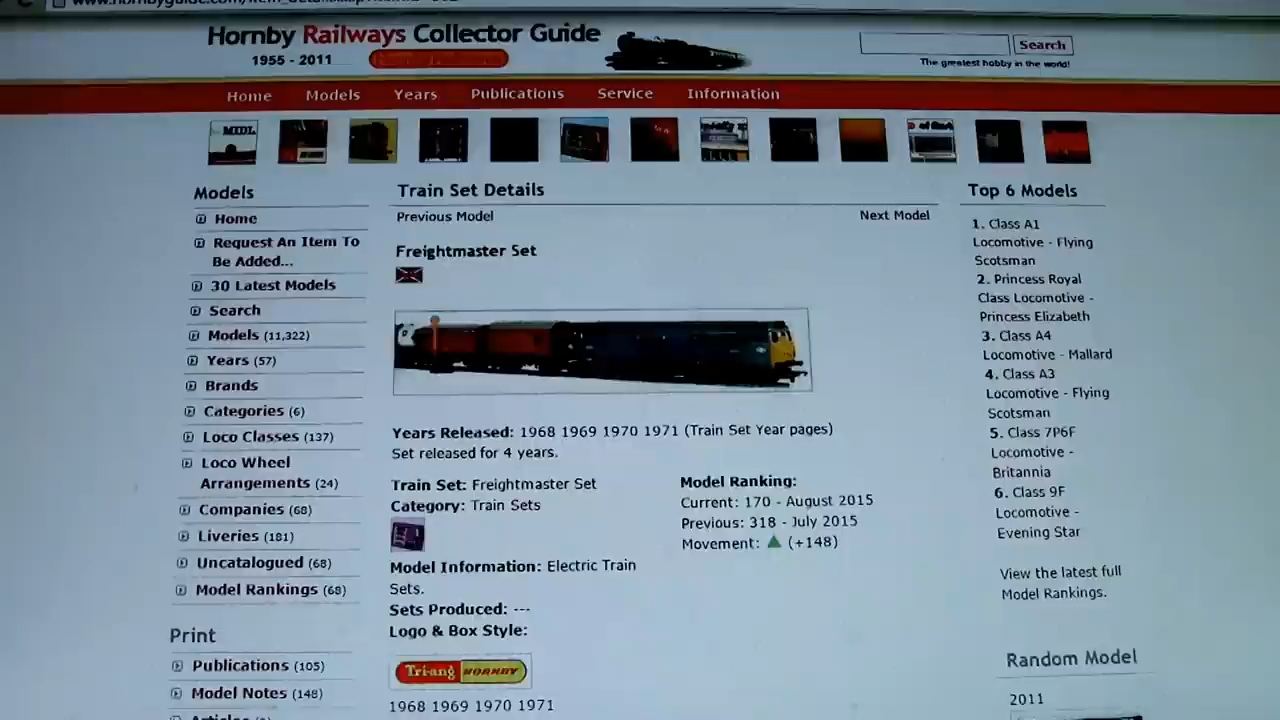 Hornby Railways Collector Guide
1955 - 2011
Search
The greatest hobby in the world!
Home Models Years Publications Service Information
MIDL
Models
Home
Request An Item To
Be Added...
30 Latest Models
Search
Models (11,322)
Years (57)
Brands
Categories (6)
Loco Classes (137)
Loco Wheel
Arrangements (24)
Companies (68)
Liveries (181)
Uncatalogued (68)
Model Rankings (68)
Print
Publications (105)
Model Notes (148)
Train Set Details
Previous Model Next Model
Freightmaster Set
Years Released: 1968 1969 1970 1971 (Train Set Year pages)
Set released for 4 years.
Train Set: Freightmaster Set
Category: Train Sets
Model Information: Electric Train
Sets.
Sets Produced: ---
Logo & Box Style:
Tri-ang HORNBY
1968 1969 1970 1971
Model Ranking:
Current: 170 - August 2015
Previous: 318 - July 2015
Movement: (+148)
Top 6 Models
1. Class A1
Locomotive - Flying
Scotsman
2. Princess Royal
Class Locomotive -
Princess Elizabeth
3. Class A4
Locomotive - Mallard
4. Class A3
Locomotive - Flying
Scotsman
5. Class 7P6F
Locomotive -
Britannia
6. Class 9F
Locomotive -
Evening Star
View the latest full
Model Rankings.
Random Model
2011